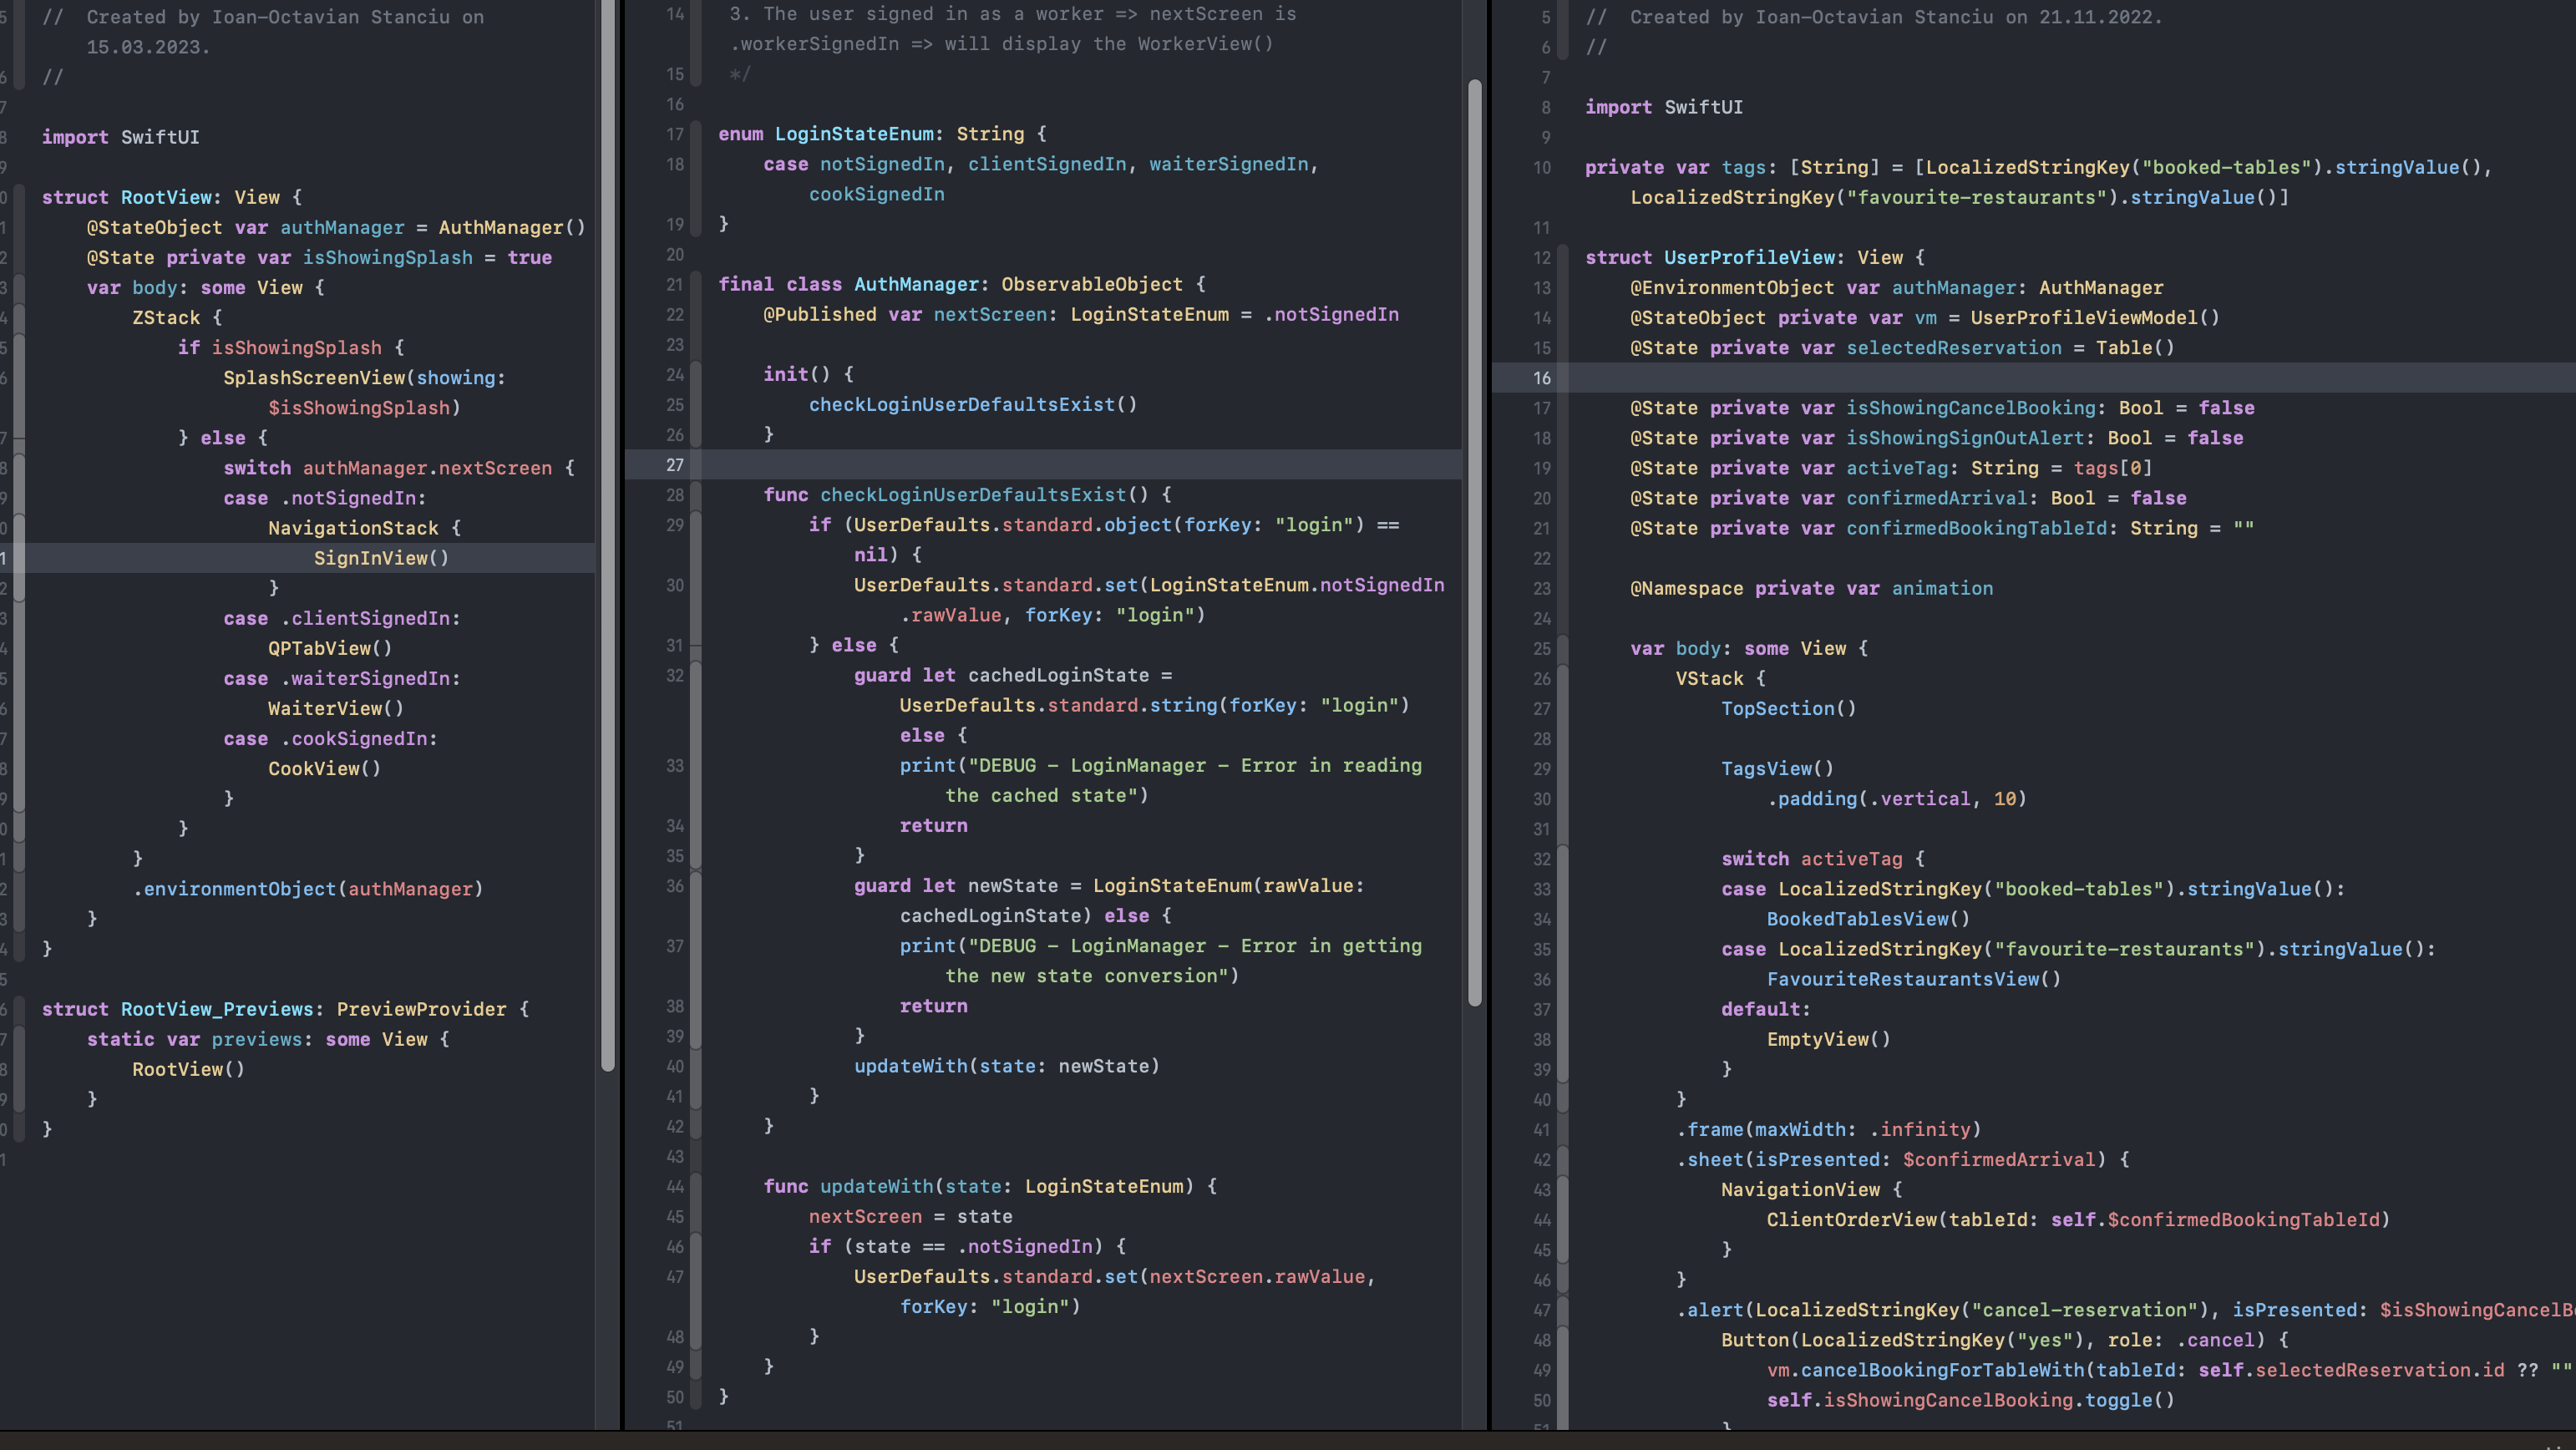 //  Created by Ioan-Octavian Stanciu on
15.03.2023.
//
import SwiftUI
struct RootView: View {
@StateObject var authManager = AuthManager()
@State private var isShowingSplash = true
var body: some View {
ZStack {
if isShowingSplash {
SplashScreenView(showing:
$isShowingSplash)
} else {
switch authManager.nextScreen {
case .notSignedIn:
NavigationStack {
SignInView()
}
case .clientSignedIn:
QPTabView()
case .waiterSignedIn:
WaiterView()
case .cookSignedIn:
CookView()
}
}
}
.environmentObject(authManager)
}
}
struct RootView_Previews: PreviewProvider {
static var previews: some View {
RootView()
}
}
14 3. The user signed in as a worker => nextScreen is
.workerSignedIn => will display the WorkerView()
15 */
16
17 enum LoginStateEnum: String {
18 case notSignedIn, clientSignedIn, waiterSignedIn,
cookSignedIn
19 }
20
21 final class AuthManager: ObservableObject {
22 @Published var nextScreen: LoginStateEnum = .notSignedIn
23
24 init() {
25 checkLoginUserDefaultsExist()
26 }
27
28 func checkLoginUserDefaultsExist() {
29 if (UserDefaults.standard.object(forKey: "login") ==
nil) {
30 UserDefaults.standard.set(LoginStateEnum.notSignedIn
.rawValue, forKey: "login")
31 } else {
32 guard let cachedLoginState =
UserDefaults.standard.string(forKey: "login")
else {
33 print("DEBUG - LoginManager - Error in reading
the cached state")
34 return
35 }
36 guard let newState = LoginStateEnum(rawValue:
cachedLoginState) else {
37 print("DEBUG - LoginManager - Error in getting
the new state conversion")
38 return
39 }
40 updateWith(state: newState)
41 }
42 }
43
44 func updateWith(state: LoginStateEnum) {
45 nextScreen = state
46 if (state == .notSignedIn) {
47 UserDefaults.standard.set(nextScreen.rawValue,
forKey: "login")
48 }
49 }
50 }
51
5 //  Created by Ioan-Octavian Stanciu on 21.11.2022.
6 //
7
8 import SwiftUI
9
10 private var tags: [String] = [LocalizedStringKey("booked-tables").stringValue(),
LocalizedStringKey("favourite-restaurants").stringValue()]
11
12 struct UserProfileView: View {
13 @EnvironmentObject var authManager: AuthManager
14 @StateObject private var vm = UserProfileViewModel()
15 @State private var selectedReservation = Table()
16
17 @State private var isShowingCancelBooking: Bool = false
18 @State private var isShowingSignOutAlert: Bool = false
19 @State private var activeTag: String = tags[0]
20 @State private var confirmedArrival: Bool = false
21 @State private var confirmedBookingTableId: String = ""
22
23 @Namespace private var animation
24
25 var body: some View {
26 VStack {
27 TopSection()
28
29 TagsView()
30 .padding(.vertical, 10)
31
32 switch activeTag {
33 case LocalizedStringKey("booked-tables").stringValue():
34 BookedTablesView()
35 case LocalizedStringKey("favourite-restaurants").stringValue():
36 FavouriteRestaurantsView()
37 default:
38 EmptyView()
39 }
40 }
41 .frame(maxWidth: .infinity)
42 .sheet(isPresented: $confirmedArrival) {
43 NavigationView {
44 ClientOrderView(tableId: self.$confirmedBookingTableId)
45 }
46 }
47 .alert(LocalizedStringKey("cancel-reservation"), isPresented: $isShowingCancelB
48 Button(LocalizedStringKey("yes"), role: .cancel) {
49 vm.cancelBookingForTableWith(tableId: self.selectedReservation.id ?? ""
50 self.isShowingCancelBooking.toggle()
51 }